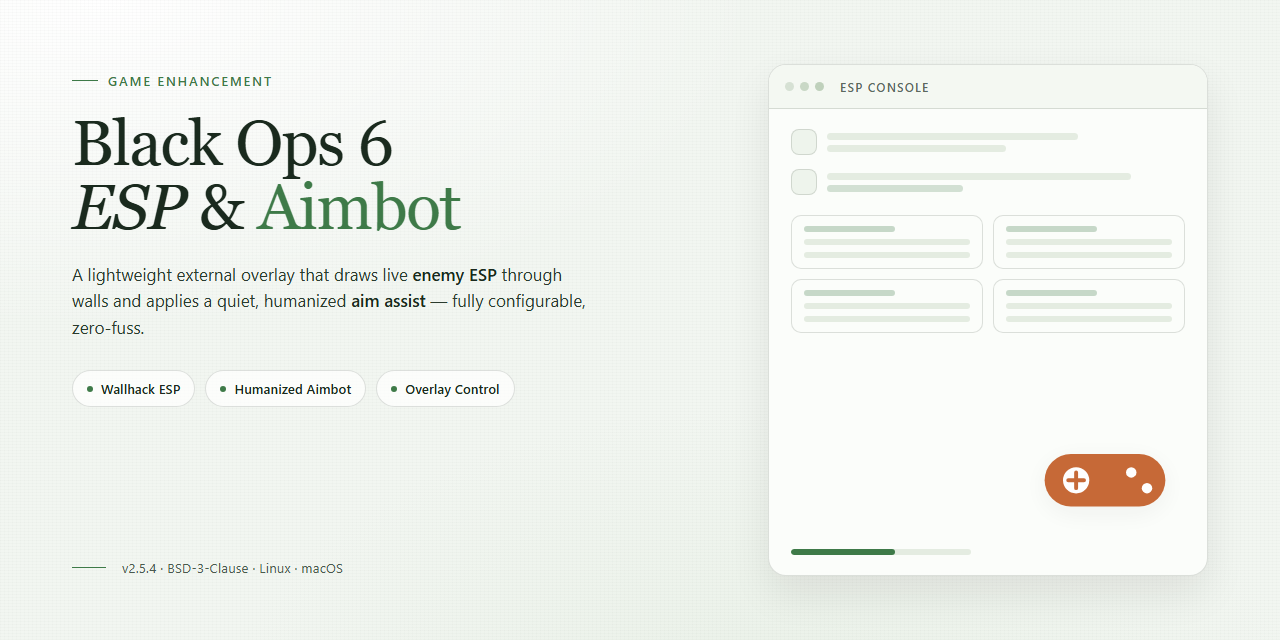 GAME ENHANCEMENT
Black Ops 6
ESP & Aimbot
A lightweight external overlay that draws live enemy ESP through
walls and applies a quiet, humanized aim assist — fully configurable,
zero-fuss.
Wallhack ESP
Humanized Aimbot
Overlay Control
v2.5.4 · BSD-3-Clause · Linux · macOS
ESP CONSOLE